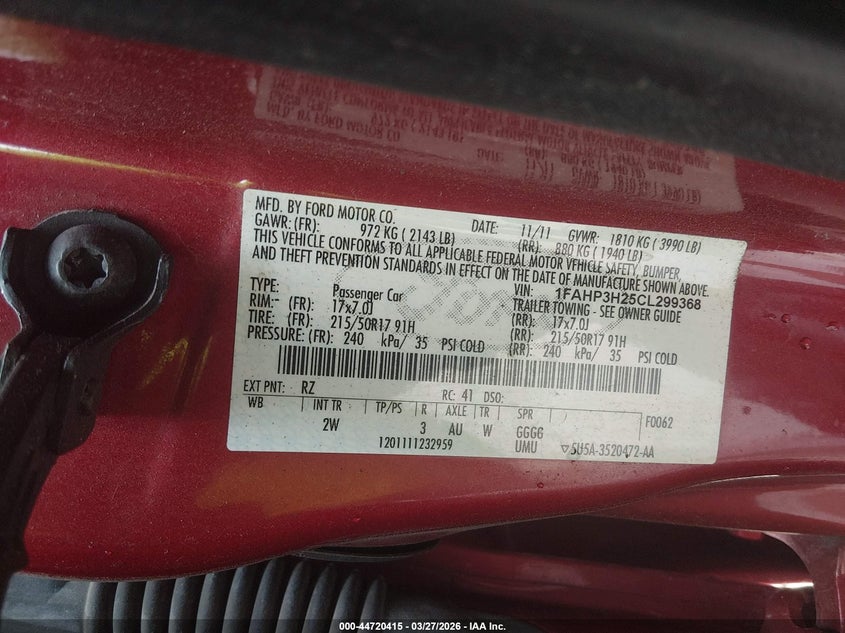 MFD. BY FORD MOTOR CO.
DATE: 11/11 GVWR: 1810 KG ( 3990 LB)
GAWR: (FR): 972 KG ( 2143 LB) (RR): 880 KG ( 1940 LB)
THIS VEHICLE CONFORMS TO ALL APPLICABLE FEDERAL MOTOR VEHICLE SAFETY, BUMPER
AND THEFT PREVENTION STANDARDS IN EFFECT ON THE DATE OF MANUFACTURE SHOWN ABOVE.
VIN: 1FAHP3H25CL299368
TYPE: Passenger Car TRAILER TOWING - SEE OWNER GUIDE
RIM: (FR): 17x7.0J (RR): 17x7.0J
TIRE: (FR): 215/50R17 91H (RR): 215/50R17 91H
PRESSURE: (FR): 240 kPa/ 35 PSI COLD (RR): 240 kPa/ 35 PSI COLD
EXT PNT: RZ RC: 41 DSO:
WB INT TR TP/PS R AXLE TR SPR F0062
2W 3 AU W GGGG
1201111232959 UMU ▽5U5A-3520472-AA
000-44720415 -- 03/27/2026 -- IAA Inc.